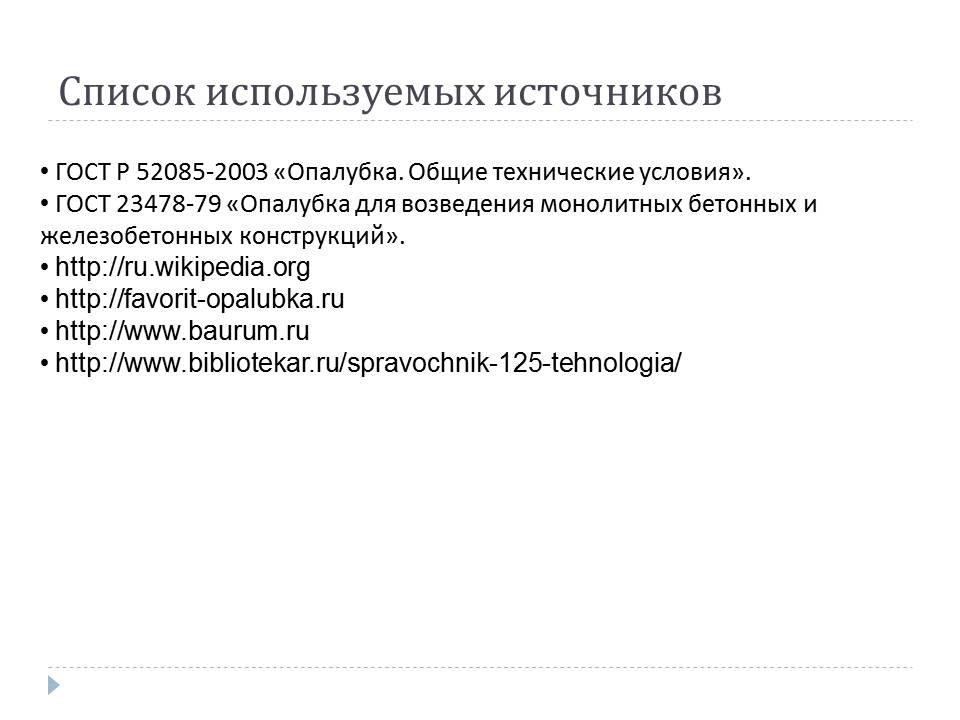 Список используемых источников
• ГОСТ Р 52085-2003 «Опалубка. Общие технические условия».
• ГОСТ 23478-79 «Опалубка для возведения монолитных бетонных и
железобетонных конструкций».
• http://ru.wikipedia.org
• http://favorit-opalubka.ru
• http://www.baurum.ru
• http://www.bibliotekar.ru/spravochnik-125-tehnologia/